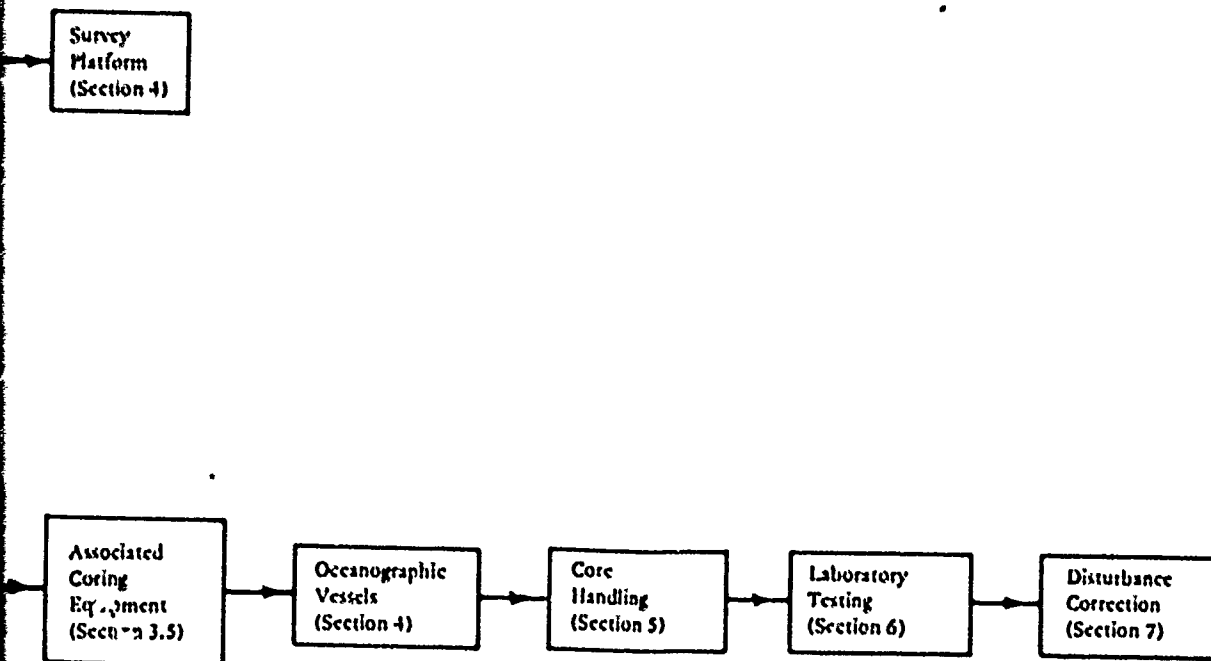 Survey
Platform
(Section 4)
Associated
Coring
Equipment
(Section 3.5)
Oceanographic
Vessels
(Section 4)
Core
Handling
(Section 5)
Laboratory
Testing
(Section 6)
Disturbance
Correction
(Section 7)